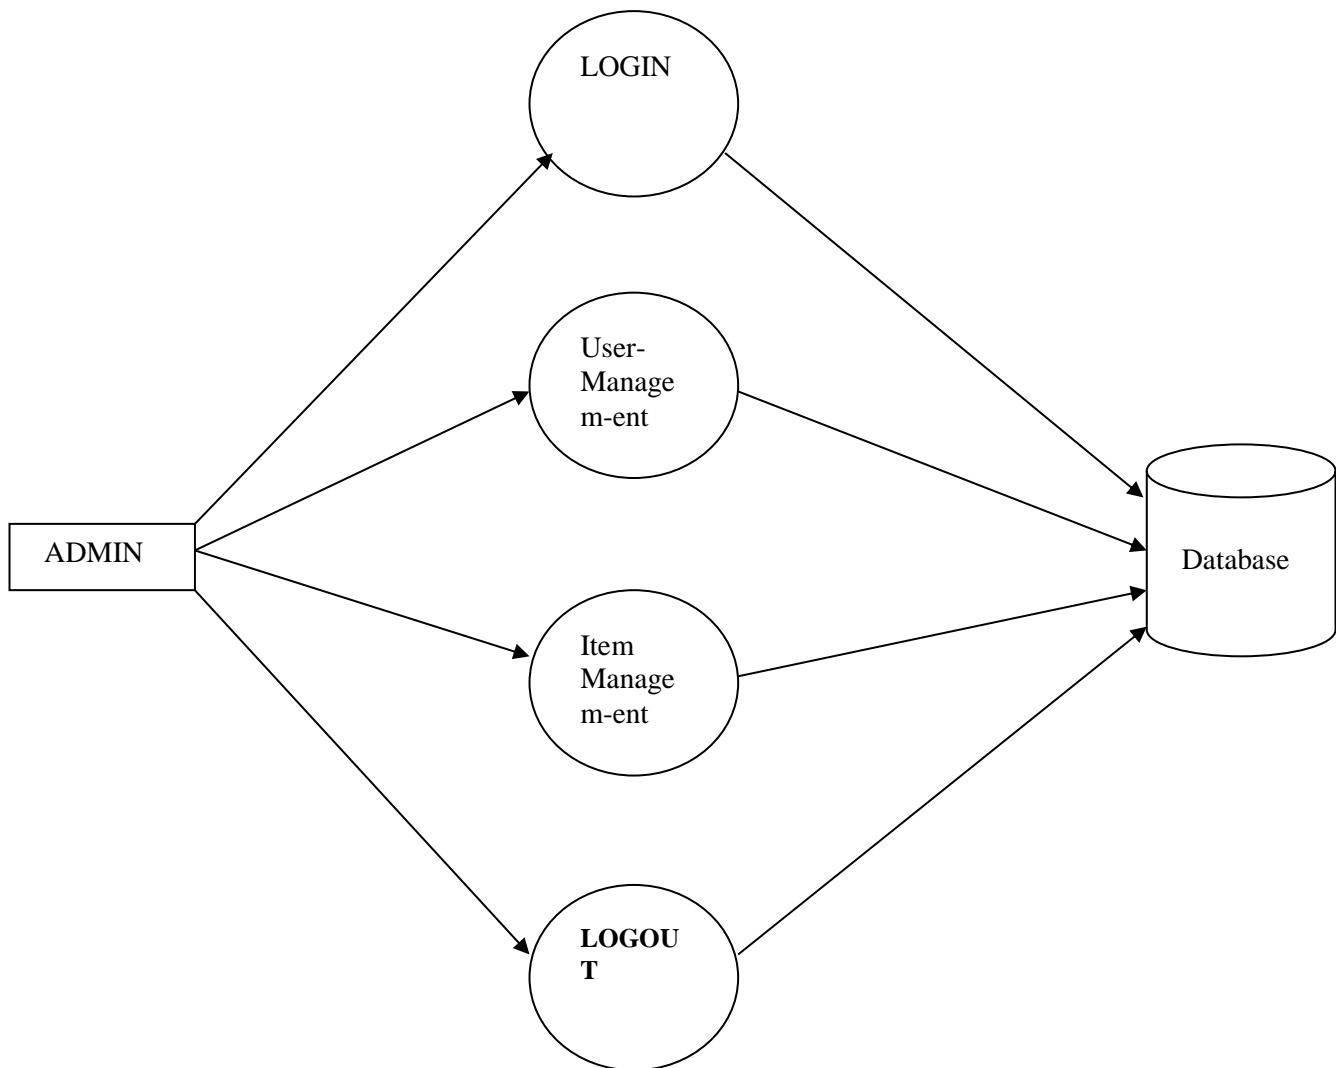 LOGIN
User-
Manage
m-ent
ADMIN
Database
Item
Manage
m-ent
LOGOU
T